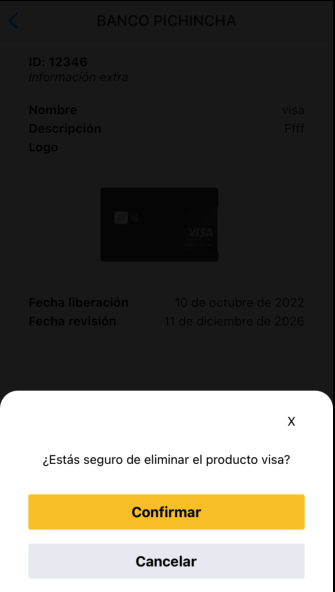 BANCO PICHINCHA
ID: 12346
Información extra
Nombre visa
Descripción Ffff
Logo
VISA
Fecha liberación 10 de octubre de 2022
Fecha revisión 11 de diciembre de 2026
X
¿Estás seguro de eliminar el producto visa?
Confirmar
Cancelar